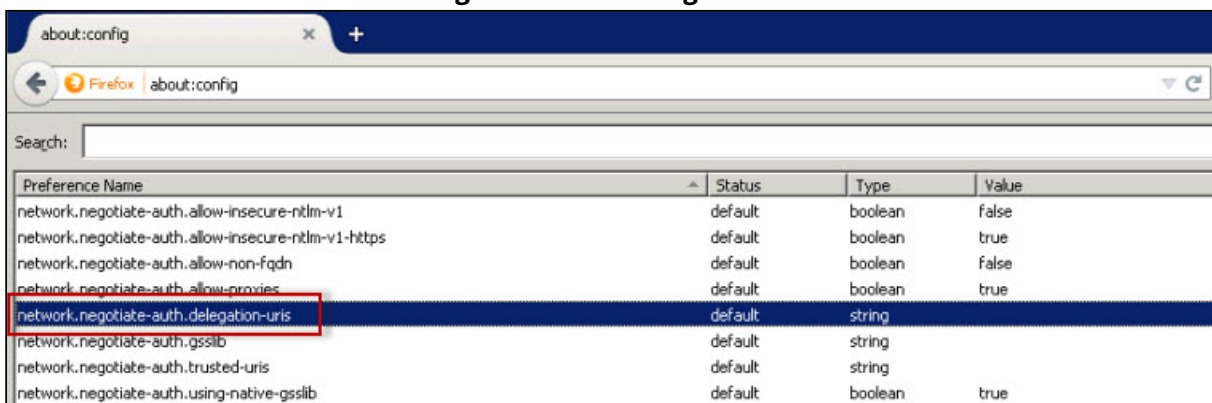 about:config
Firefox about:config
Search:
Preference Name Status Type Value
network.negotiate-auth.allow-insecure-ntlm-v1 default boolean false
network.negotiate-auth.allow-insecure-ntlm-v1-https default boolean true
network.negotiate-auth.allow-non-fqdn default boolean false
network.negotiate-auth.allow-proxies default boolean true
network.negotiate-auth.delegation-uris default string
network.negotiate-auth.gsslib default string
network.negotiate-auth.trusted-uris default string
network.negotiate-auth.using-native-gsslib default boolean true